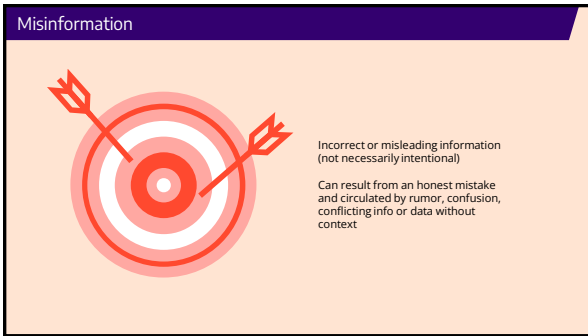 Misinformation
Incorrect or misleading information
(not necessarily intentional)
Can result from an honest mistake
and circulated by rumor, confusion,
conflicting info or data without
context